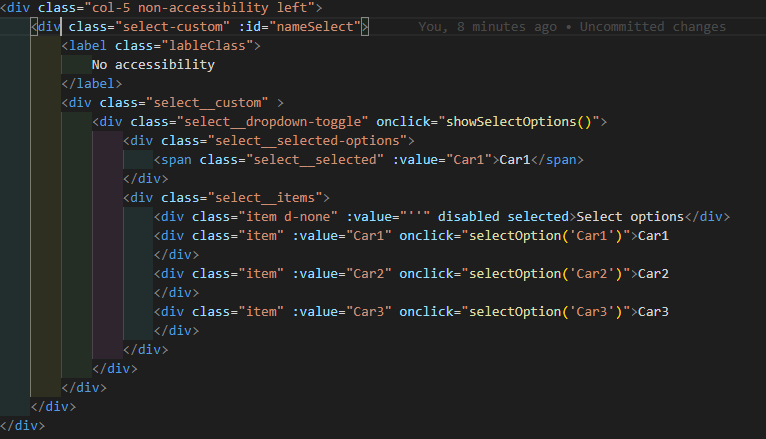 <div class="col-5 non-accessibility left">
<div class="select-custom" :id="nameSelect"> You, 8 minutes ago • Uncommitted changes
<label class="lableClass">
No accessibility
</label>
<div class="select__custom" >
<div class="select__dropdown-toggle" onclick="showSelectOptions()">
<div class="select__selected-options">
<span class="select__selected" :value="Car1">Car1</span>
</div>
<div class="select__items">
<div class="item d-none" :value="''" disabled selected>Select options</div>
<div class="item" :value="Car1" onclick="selectOption('Car1')">Car1
</div>
<div class="item" :value="Car2" onclick="selectOption('Car2')">Car2
</div>
<div class="item" :value="Car3" onclick="selectOption('Car3')">Car3
</div>
</div>
</div>
</div>
</div>
</div>